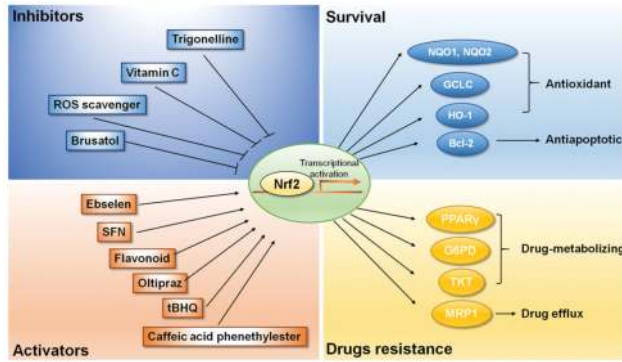 Inhibitors
Trigonelline
Vitamin C
ROS scavenger
Brusatol
Survival
NQO1, NQO2
GCLC
HO-1
Bcl-2
Antioxidant
Antiapoptotic
Transcriptional
activation
Nrf2
Ebselen
SFN
Flavonoid
Oltipraz
tBHQ
Caffeic acid phenethylester
Activators
PPARγ
G6PD
TKT
MRP1
Drug-metabolizing
Drug efflux
Drugs resistance